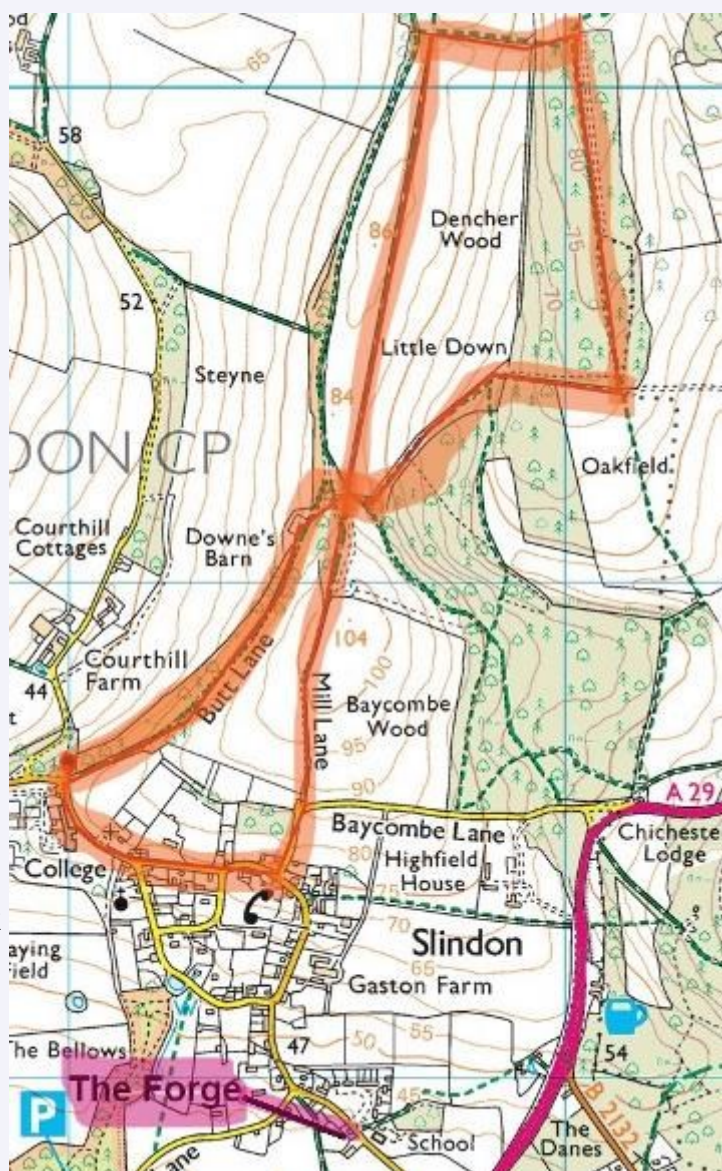 65
58
80
86
Dencher
Wood
75
52
70
Little Down
Steyne
84
DON CP
Oakfield
Courthill
Cottages
Downe's
Barn
104
Courthill
Farm
100
44
Butt Lane
Mill Lane
Baycombe
Wood
95
90
A 29
Baycombe Lane
Chicheste
Lodge
College
80
Highfield
House
75
70
aying
ield
Slindon
65
Gaston Farm
47
50
55
The Bellows
54
The Forge
P
45
School
B 2132
The
Danes
ane